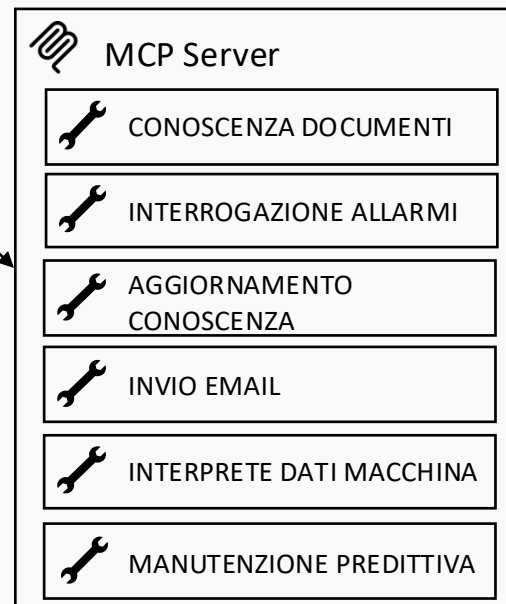 MCP Server
CONOSCENZA DOCUMENTI
INTERROGAZIONE ALLARMI
AGGIORNAMENTO
CONOSCENZA
INVIO EMAIL
INTERPRETE DATI MACCHINA
MANUTENZIONE PREDITTIVA